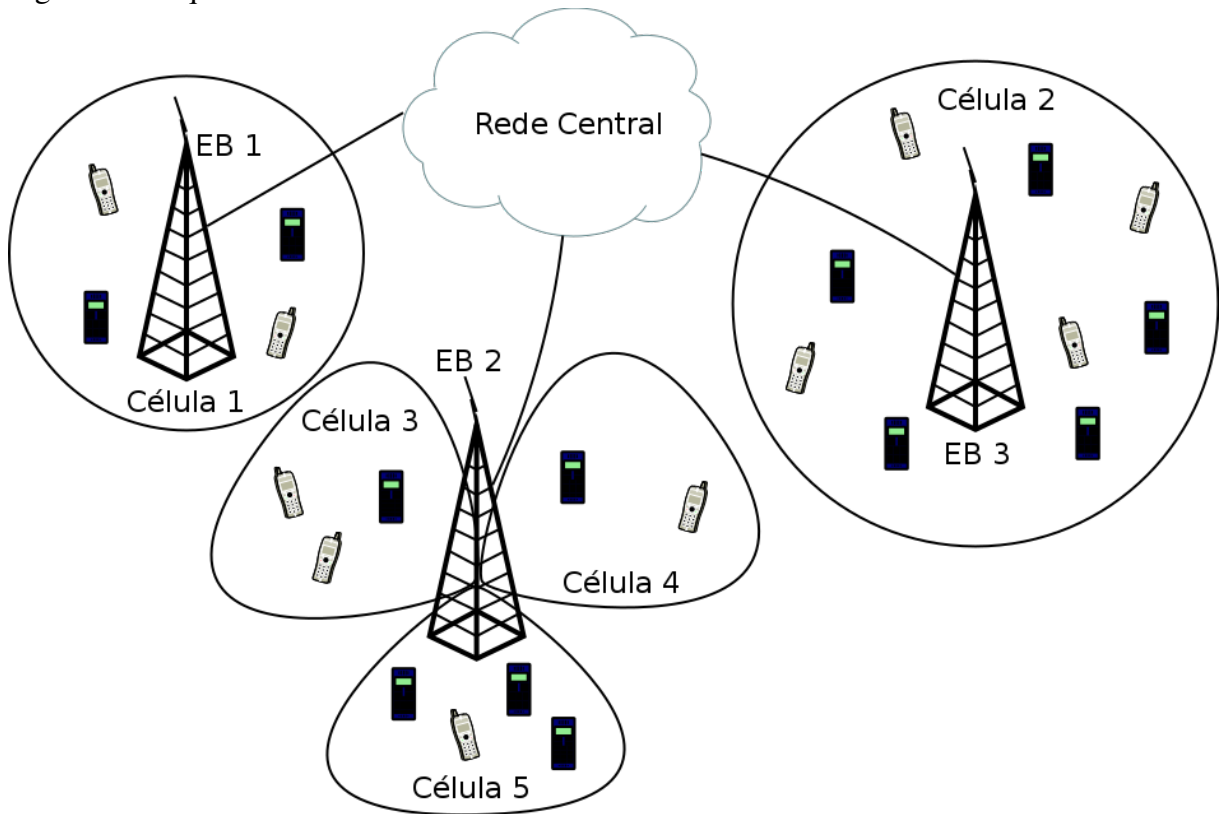 Rede Central
EB 1
Célula 1
Célula 2
EB 3
EB 2
Célula 3
Célula 4
Célula 5